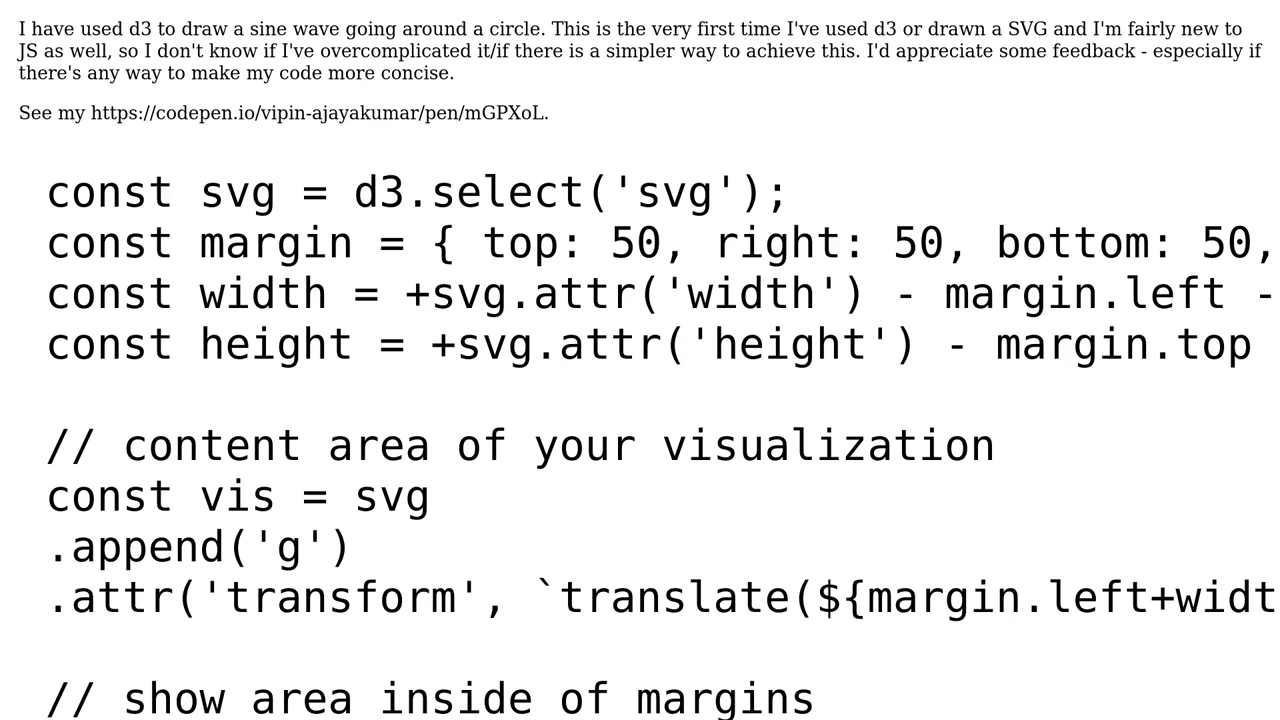 I have used d3 to draw a sine wave going around a circle. This is the very first time I've used d3 or drawn a SVG and I'm fairly new to
JS as well, so I don't know if I've overcomplicated it/if there is a simpler way to achieve this. I'd appreciate some feedback - especially if
there's any way to make my code more concise.
See my https://codepen.io/vipin-ajayakumar/pen/mGPXoL.
const svg = d3.select('svg');
const margin = { top: 50, right: 50, bottom: 50,
const width = +svg.attr('width') - margin.left -
const height = +svg.attr('height') - margin.top
// content area of your visualization
const vis = svg
.append('g')
.attr('transform', `translate(${margin.left+widt
// show area inside of margins